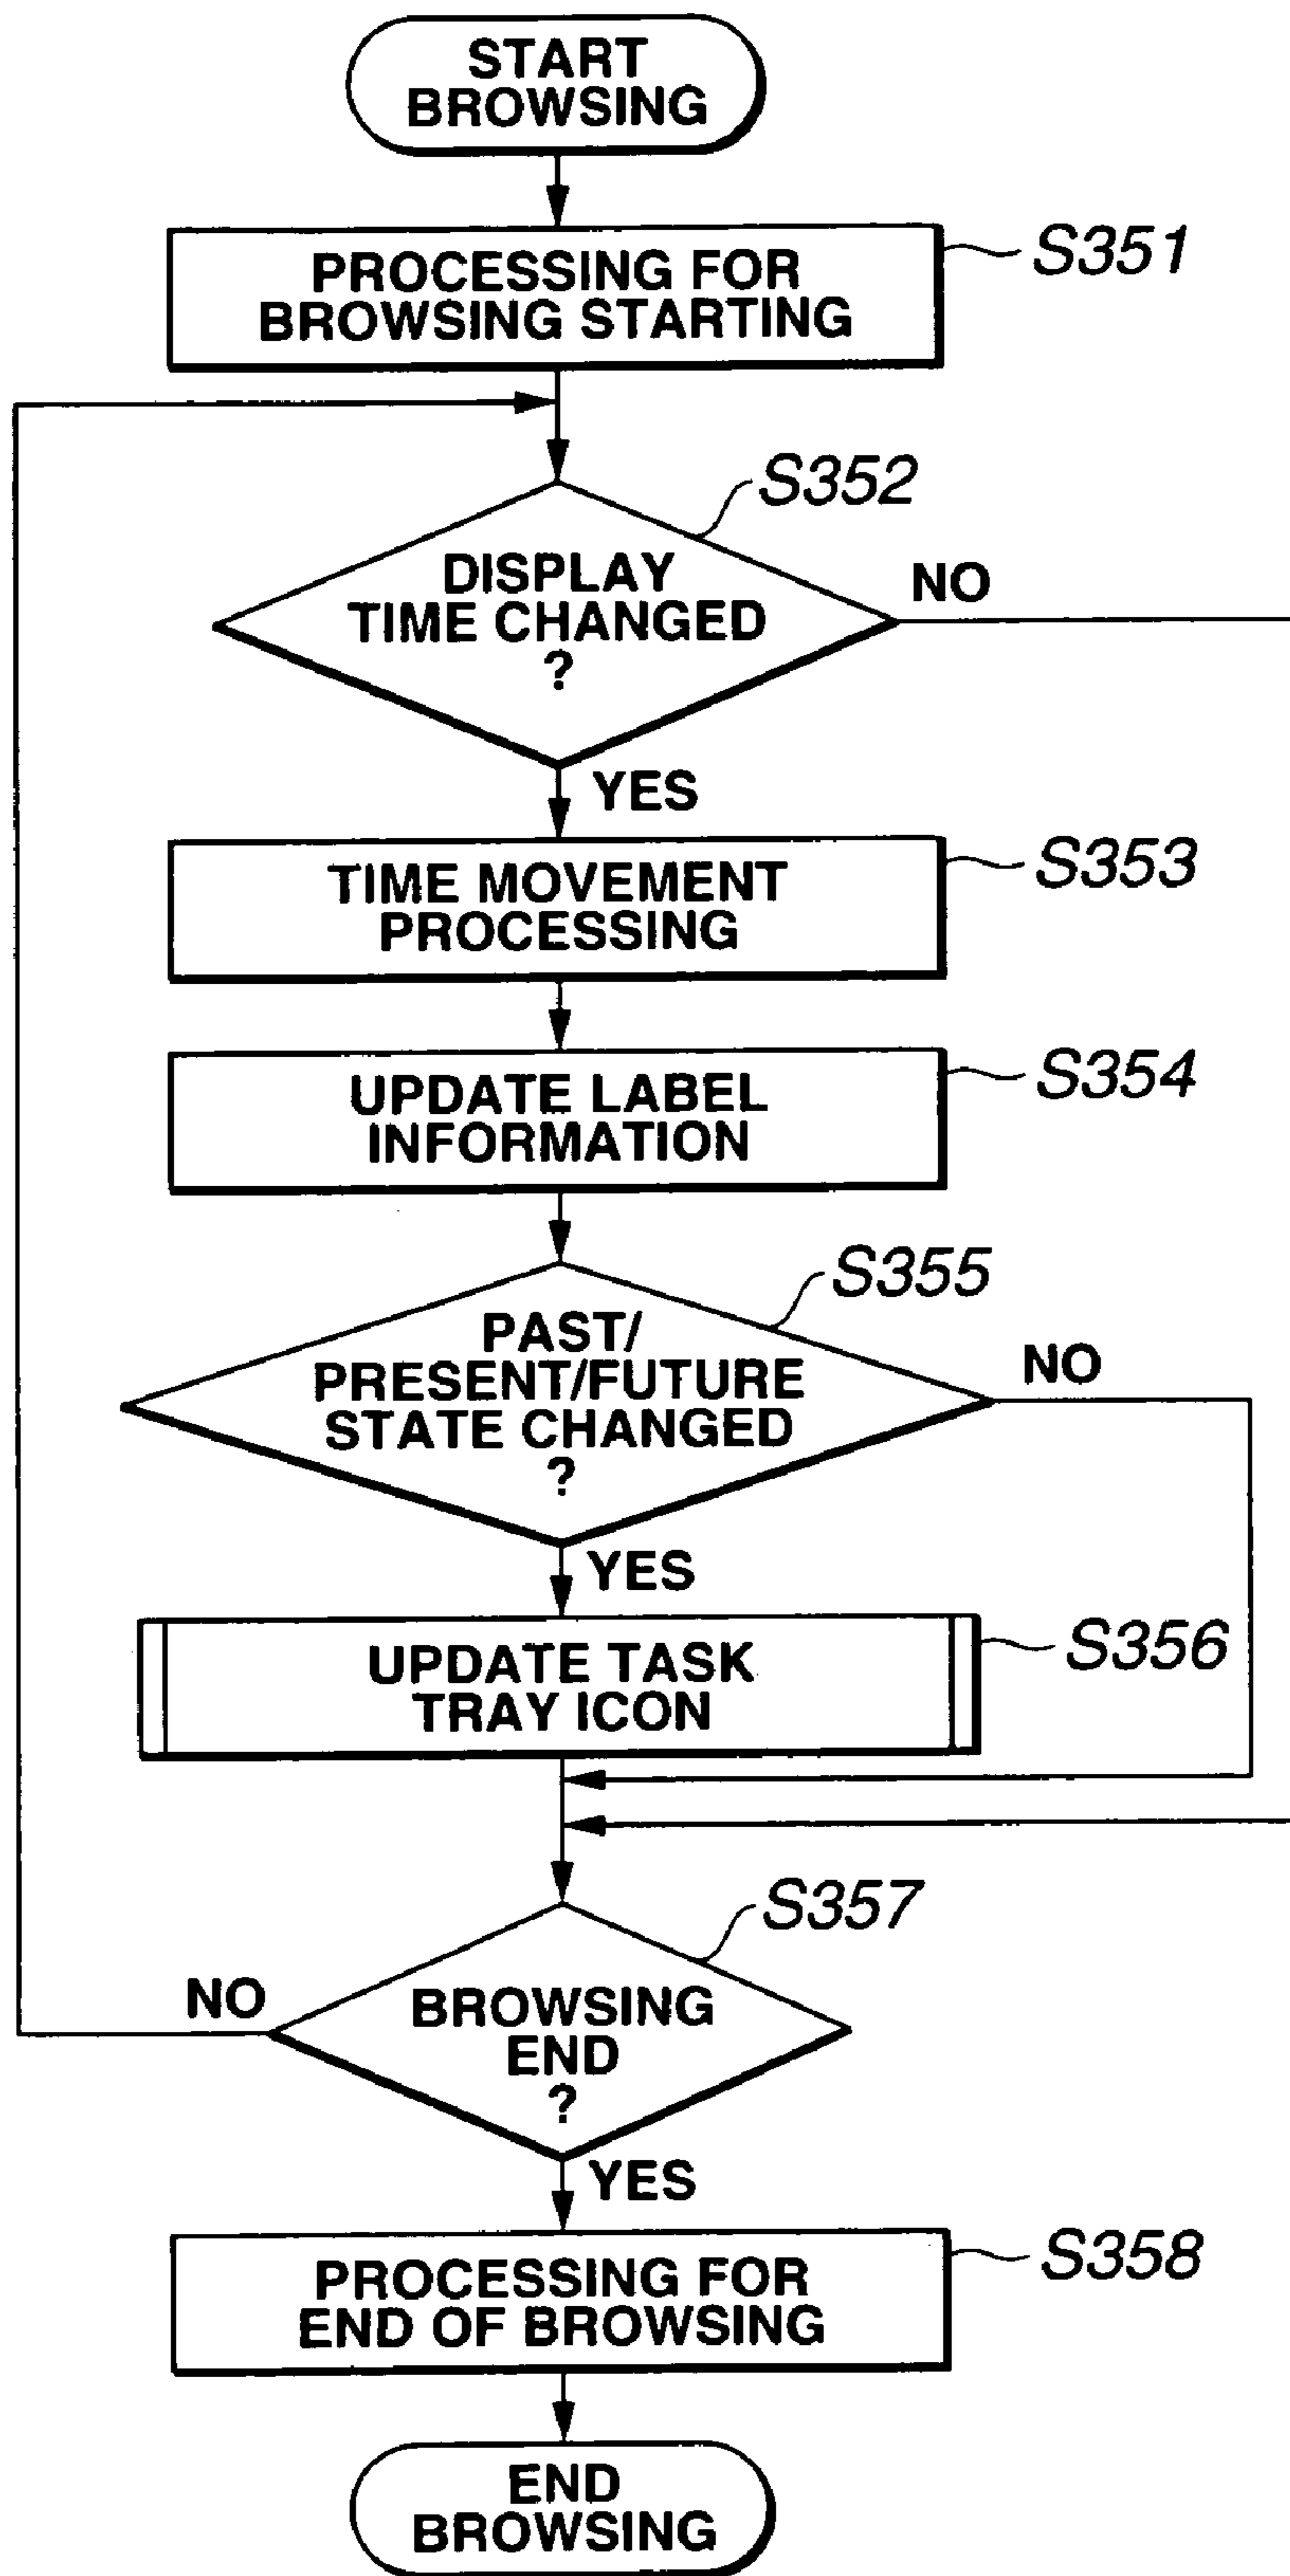 START
BROWSING
PROCESSING FOR
BROWSING STARTING
S351
S352
DISPLAY
TIME CHANGED
?
NO
YES
TIME MOVEMENT
PROCESSING
S353
UPDATE LABEL
INFORMATION
S354
S355
PAST/
PRESENT/FUTURE
STATE CHANGED
?
NO
YES
UPDATE TASK
TRAY ICON
S356
S357
BROWSING
END
?
NO
YES
PROCESSING FOR
END OF BROWSING
S358
END
BROWSING